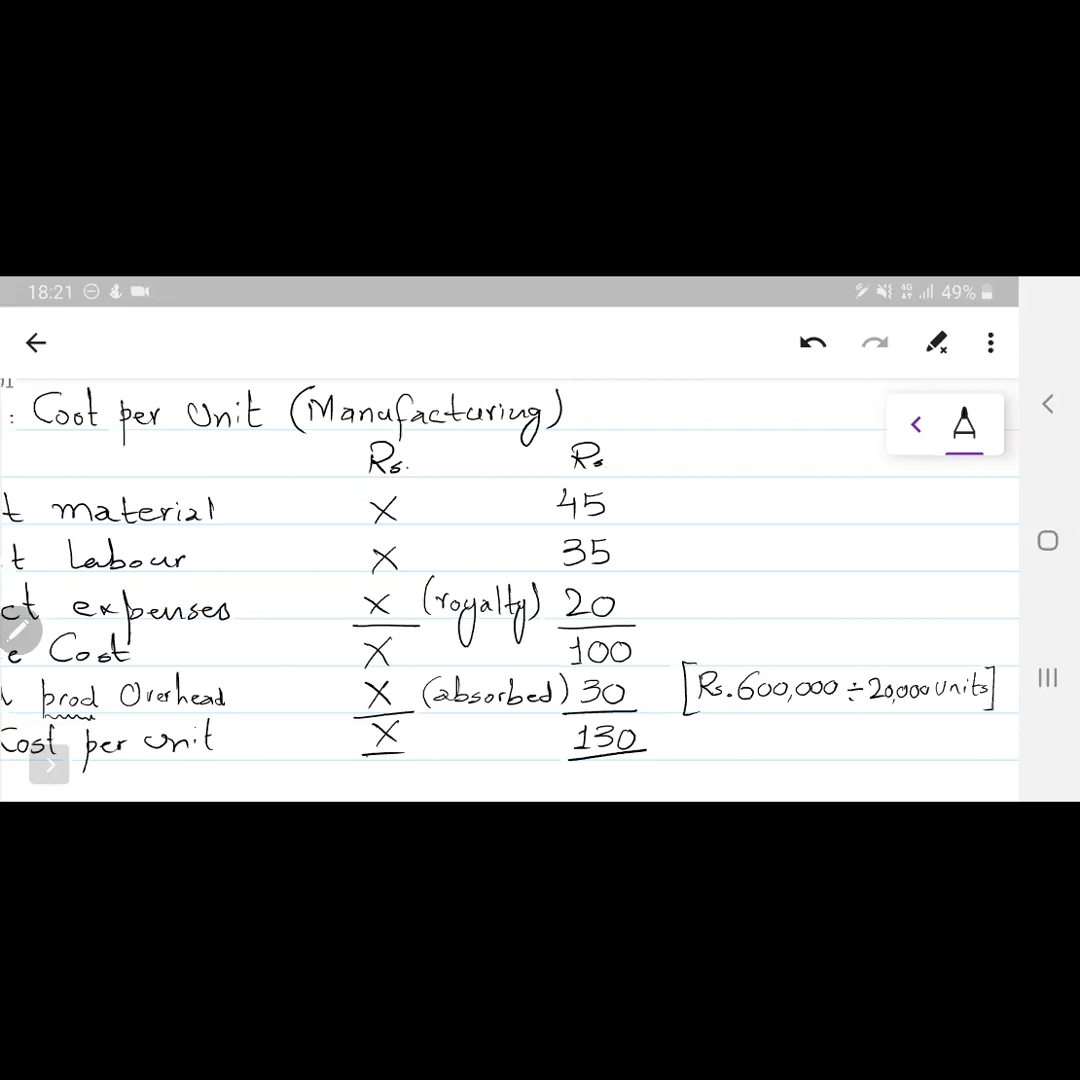 18:21 4G 49%
: Cost per Unit (Manufacturing)
Rs. Rs
t material X 45
t Labour X 35
ct expenses X (royalty) 20
e Cost X 100
prod Overhead X (absorbed) 30 [Rs.600,000 ÷ 20,000 units]
Cost per unit X 130